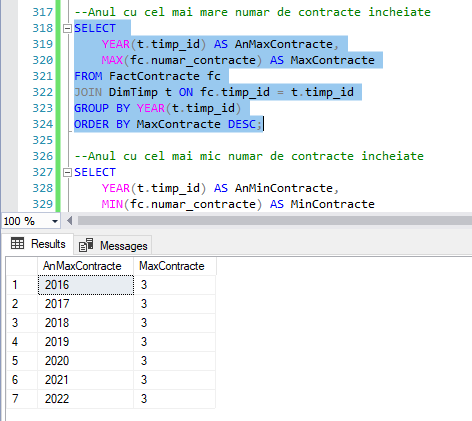 317 --Anul cu cel mai mare numar de contracte incheiate
318 SELECT
319 YEAR(t.timp_id) AS AnMaxContracte,
320 MAX(fc.numar_contracte) AS MaxContracte
321 FROM FactContracte fc
322 JOIN DimTimp t ON fc.timp_id = t.timp_id
323 GROUP BY YEAR(t.timp_id)
324 ORDER BY MaxContracte DESC;
325
326 --Anul cu cel mai mic numar de contracte incheiate
327 SELECT
328 YEAR(t.timp_id) AS AnMinContracte,
329 MIN(fc.numar_contracte) AS MinContracte
100 %
Results Messages
AnMaxContracte MaxContracte
1 2016 3
2 2017 3
3 2018 3
4 2019 3
5 2020 3
6 2021 3
7 2022 3